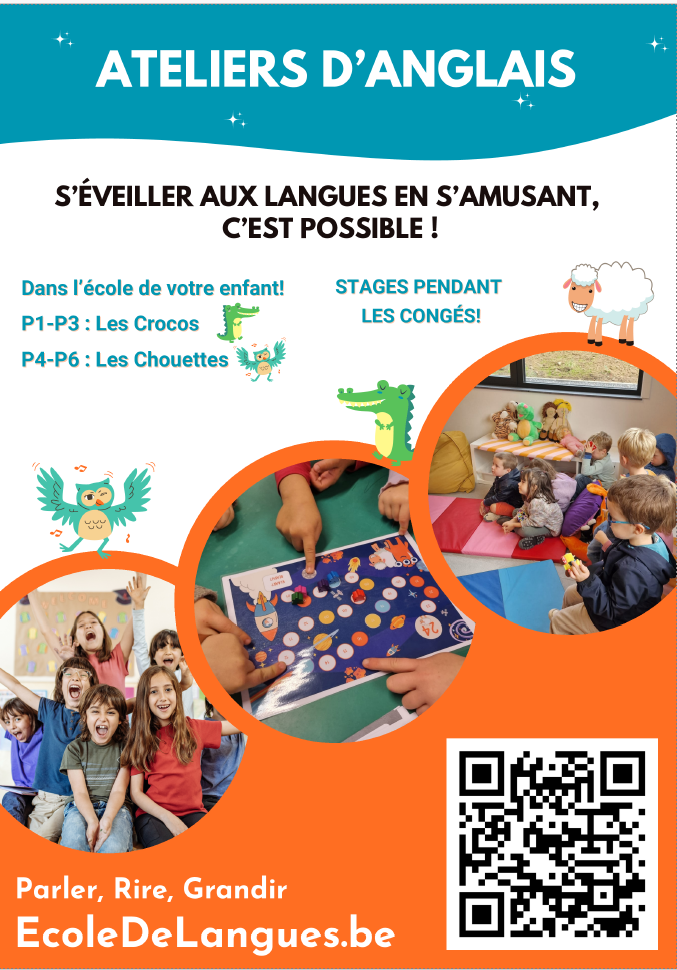 ATELIERS D'ANGLAIS
S'ÉVEILLER AUX LANGUES EN S'AMUSANT,
C'EST POSSIBLE !
Dans l'école de votre enfant!
P1-P3 : Les Crocos
P4-P6 : Les Chouettes
STAGES PENDANT
LES CONGÉS!
24
Parler, Rire, Grandir
EcoleDeLangues.be